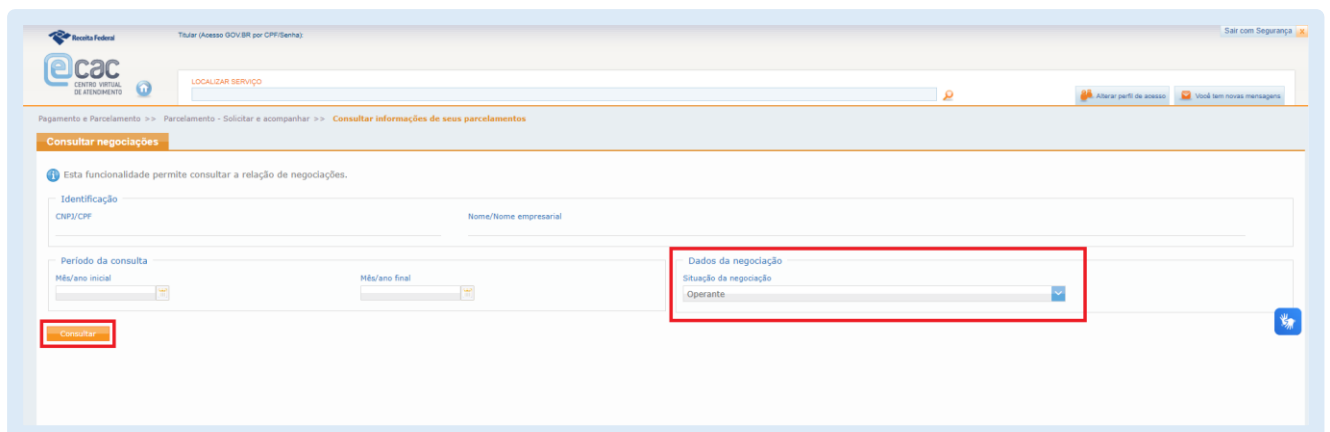 Receita Federal
Titular (Acesso GOV.BR por CPF/Senha):
Sair com Segurança
eCAC
CENTRO VIRTUAL
DE ATENDIMENTO
LOCALIZAR SERVIÇO
Alterar perfil de acesso
Você tem novas mensagens
Pagamento e Parcelamento >> Parcelamento - Solicitar e acompanhar >> Consultar informações de seus parcelamentos
Consultar negociações
Esta funcionalidade permite consultar a relação de negociações.
Identificação
CNPJ/CPF
Nome/Nome empresarial
Período da consulta
Mês/ano inicial
Mês/ano final
Dados da negociação
Situação da negociação
Operante
Consultar